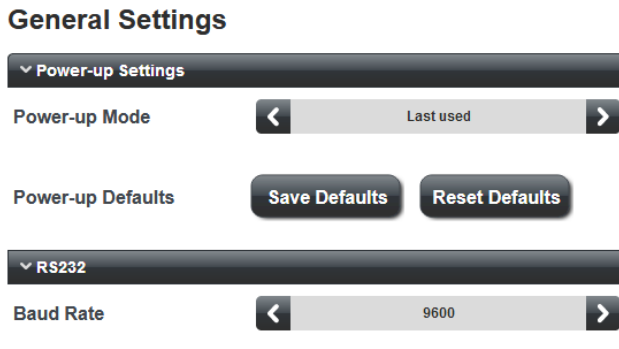 General Settings
Power-up Settings
Power-up Mode
Last used
Power-up Defaults
Save Defaults
Reset Defaults
RS232
Baud Rate
9600